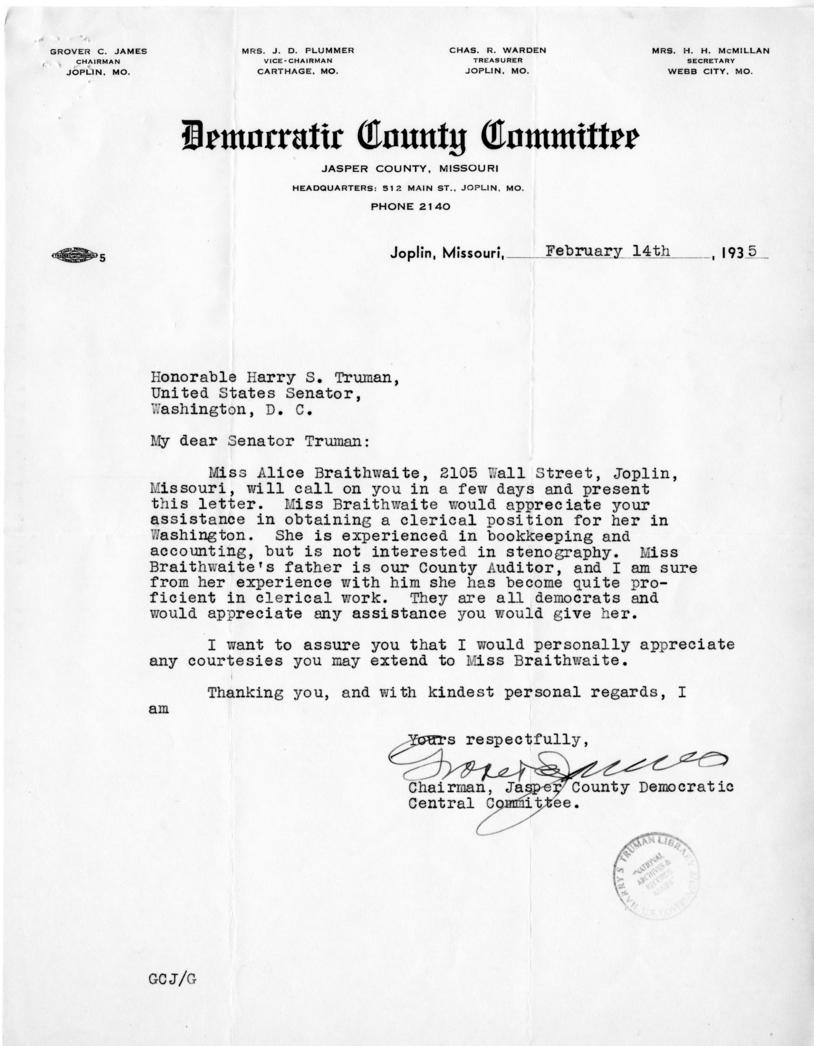 GROVER C. JAMES
CHAIRMAN
JOPLIN, MO.
MRS. J. D. PLUMMER
VICE-CHAIRMAN
CARTHAGE, MO.
CHAS. R. WARDEN
TREASURER
JOPLIN, MO.
MRS. H. H. McMILLAN
SECRETARY
WEBB CITY, MO.
Democratic County Committee
JASPER COUNTY, MISSOURI
HEADQUARTERS: 512 MAIN ST., JOPLIN, MO.
PHONE 2140
5
Joplin, Missouri, February 14th, 1935
Honorable Harry S. Truman,
United States Senator,
Washington, D. C.
My dear Senator Truman:
Miss Alice Braithwaite, 2105 Wall Street, Joplin,
Missouri, will call on you in a few days and present
this letter. Miss Braithwaite would appreciate your
assistance in obtaining a clerical position for her in
Washington. She is experienced in bookkeeping and
accounting, but is not interested in stenography. Miss
Braithwaite's father is our County Auditor, and I am sure
from her experience with him she has become quite pro-
ficient in clerical work. They are all democrats and
would appreciate any assistance you would give her.
I want to assure you that I would personally appreciate
any courtesies you may extend to Miss Braithwaite.
Thanking you, and with kindest personal regards, I
am
Yours respectfully,
Grover C James
Chairman, Jasper County Democratic
Central Committee.
HARRY S TRUMAN LIBRARY
NATIONAL
ARCHIVES &
RECORDS
GCJ/G